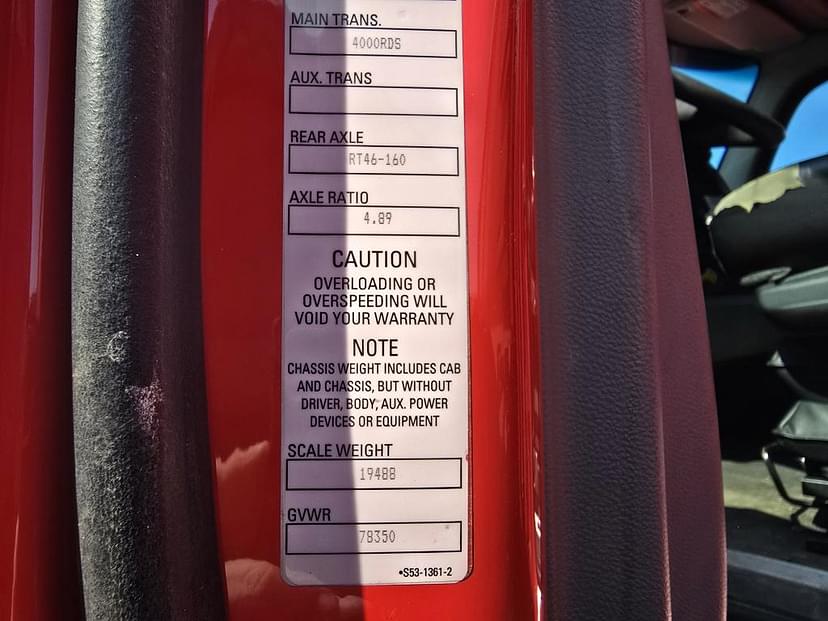 MAIN TRANS.
4000RDS
AUX. TRANS
REAR AXLE
RT46-160
AXLE RATIO
4.89
CAUTION
OVERLOADING OR
OVERSPEEDING WILL
VOID YOUR WARRANTY
NOTE
CHASSIS WEIGHT INCLUDES CAB
AND CHASSIS, BUT WITHOUT
DRIVER, BODY, AUX. POWER
DEVICES OR EQUIPMENT
SCALE WEIGHT
19488
GVWR
78350
•S53-1361-2